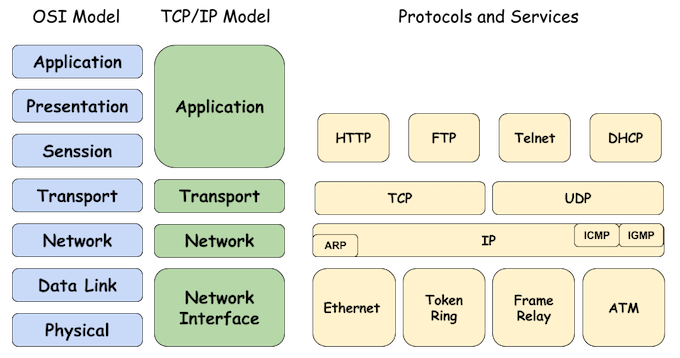 OSI Model
TCP/IP Model
Protocols and Services
Application
Presentation
Senssion
Transport
Network
Data Link
Physical
Application
Transport
Network
Network
Interface
HTTP
FTP
Telnet
DHCP
TCP
UDP
ARP
IP
ICMP
IGMP
Ethernet
Token
Ring
Frame
Relay
ATM